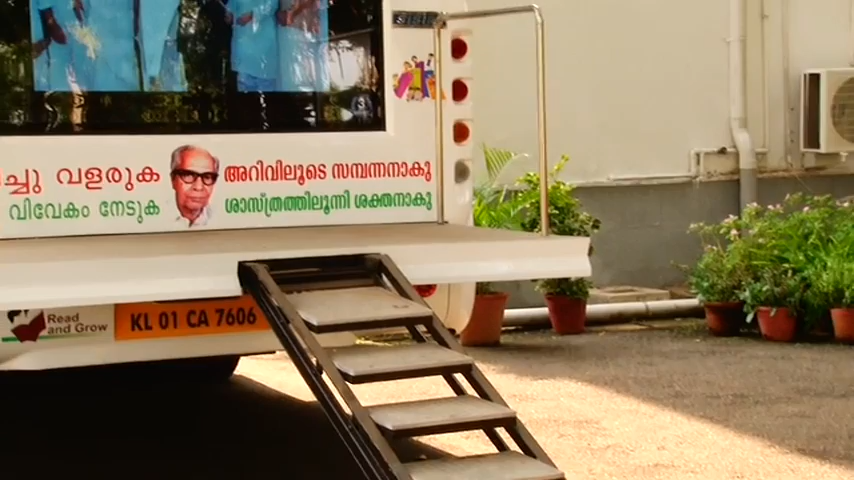 ച്ചു വളരുക
അറിവിലൂടെ സമ്പന്നനാകു
വിവേകം നേടുക
ശാസ്ത്രത്തിലൂന്നി ശക്തനാകു
Read
and Grow
KL 01 CA 7606